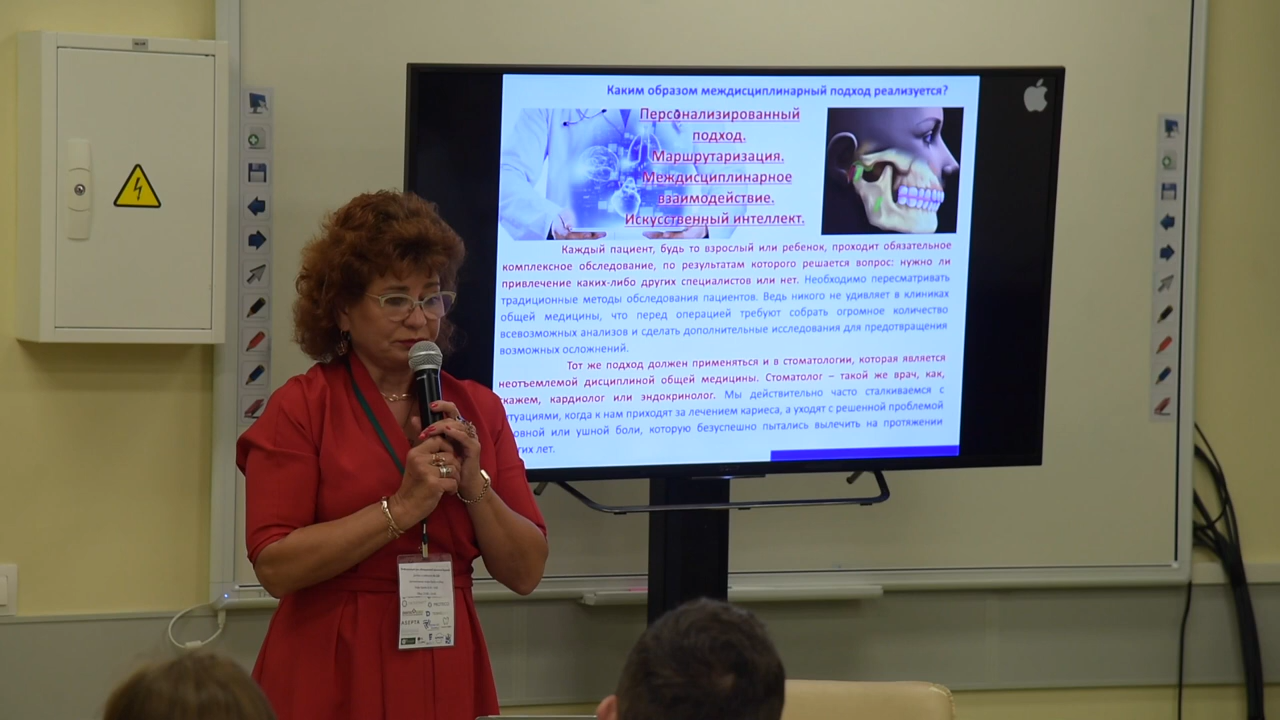 Каким образом междисциплинарный подход реализуется?
Персонализированный
подход.
Маршрутаризация.
Междисциплинарное
взаимодействие.
Искусственный интеллект.
Каждый пациент, будь то взрослый или ребенок, проходит обязательное
комплексное обследование, по результатам которого решается вопрос: нужно ли
привлечение каких-либо других специалистов или нет. Необходимо пересматривать
традиционные методы обследования пациентов. Ведь никого не удивляет в клиниках
общей медицины, что перед операцией требуют собрать огромное количество
всевозможных анализов и сделать дополнительные исследования для предотвращения
возможных осложнений.
Тот же подход должен применяться и в стоматологии, которая является
неотъемлемой дисциплиной общей медицины. Стоматолог – такой же врач, как,
скажем, кардиолог или эндокринолог. Мы действительно часто сталкиваемся с
итуациями, когда к нам приходят за лечением кариеса, а уходят с решенной проблемой
овной или ушной боли, которую безуспешно пытались вылечить на протяжении
гих лет.
ASEPTA